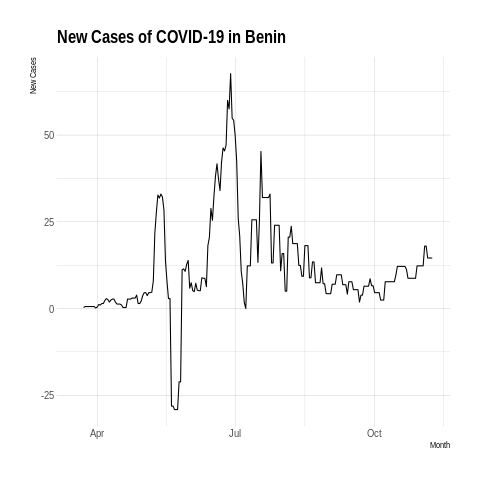 New Cases of COVID-19 in Benin
New Cases
50
25
0
-25
Apr
Jul
Oct
Month